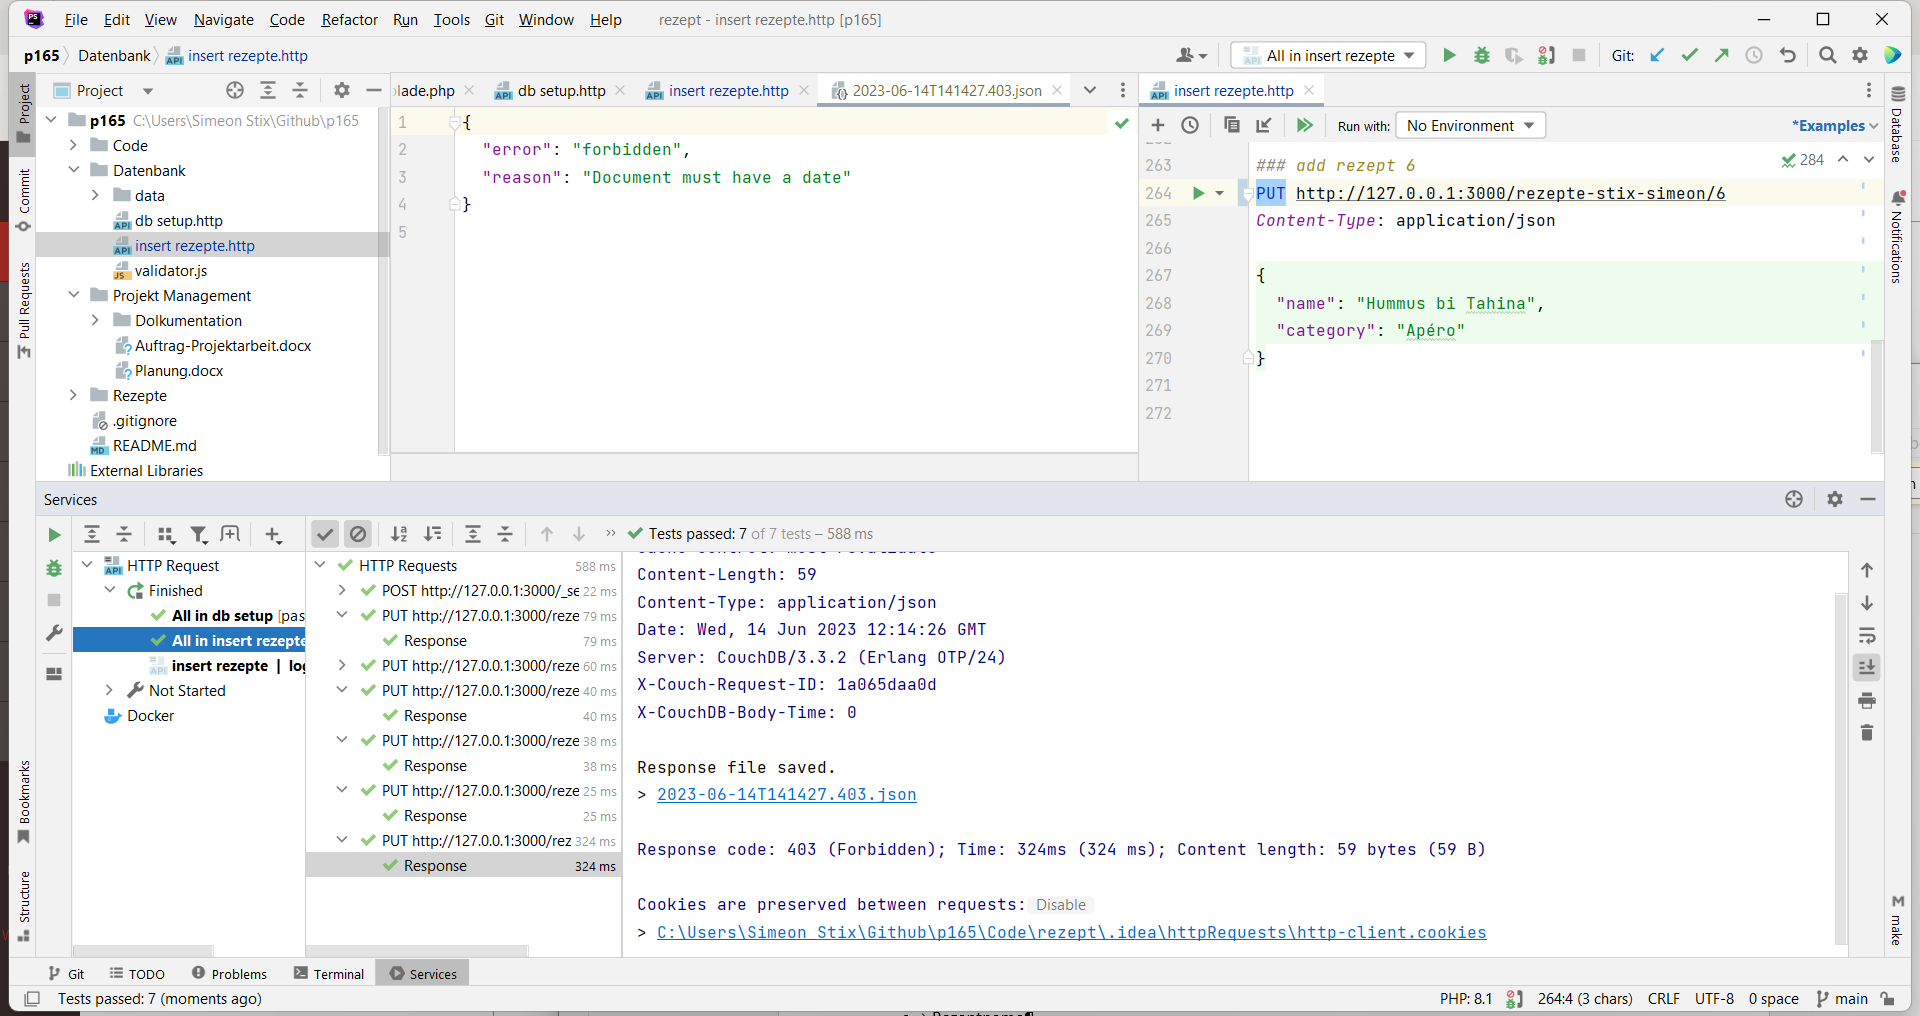 File Edit View Navigate Code Refactor Run Tools Git Window Help rezept - insert rezepte.http [p165]
p165 Datenbank insert rezepte.http All in insert rezepte Git:
Project lade.php db setup.http insert rezepte.http 2023-06-14T141427.403.json insert rezepte.http
p165 C:\Users\Simeon Stix\Github\p165
Code
Datenbank
data
db setup.http
insert rezepte.http
validator.js
Projekt Management
Dolkumentation
Auftrag-Projektarbeit.docx
Planung.docx
Rezepte
.gitignore
README.md
External Libraries
Project
Commit
Pull Requests
Bookmarks
Structure
1 {
2 "error": "forbidden",
3 "reason": "Document must have a date"
4 }
5
Run with: No Environment *Examples
284
263 ### add rezept 6
264 PUT http://127.0.0.1:3000/rezepte-stix-simeon/6
265 Content-Type: application/json
266
267 {
268 "name": "Hummus bi Tahina",
269 "category": "Apéro"
270 }
271
272
Database
Notifications
make
Services
Tests passed: 7 of 7 tests – 588 ms
HTTP Request
Finished
All in db setup [pas
All in insert rezepte
insert rezepte | log
Not Started
Docker
HTTP Requests 588 ms
POST http://127.0.0.1:3000/_se 22 ms
PUT http://127.0.0.1:3000/reze 79 ms
Response 79 ms
PUT http://127.0.0.1:3000/reze 60 ms
PUT http://127.0.0.1:3000/reze 40 ms
Response 40 ms
PUT http://127.0.0.1:3000/reze 38 ms
Response 38 ms
PUT http://127.0.0.1:3000/reze 25 ms
Response 25 ms
PUT http://127.0.0.1:3000/rez 324 ms
Response 324 ms
Content-Length: 59
Content-Type: application/json
Date: Wed, 14 Jun 2023 12:14:26 GMT
Server: CouchDB/3.3.2 (Erlang OTP/24)
X-Couch-Request-ID: 1a065daa0d
X-CouchDB-Body-Time: 0
Response file saved.
> 2023-06-14T141427.403.json
Response code: 403 (Forbidden); Time: 324ms (324 ms); Content length: 59 bytes (59 B)
Cookies are preserved between requests: Disable
> C:\Users\Simeon Stix\Github\p165\Code\rezept\.idea\httpRequests\http-client.cookies
Git TODO Problems Terminal Services
Tests passed: 7 (moments ago) PHP: 8.1 264:4 (3 chars) CRLF UTF-8 0 space main